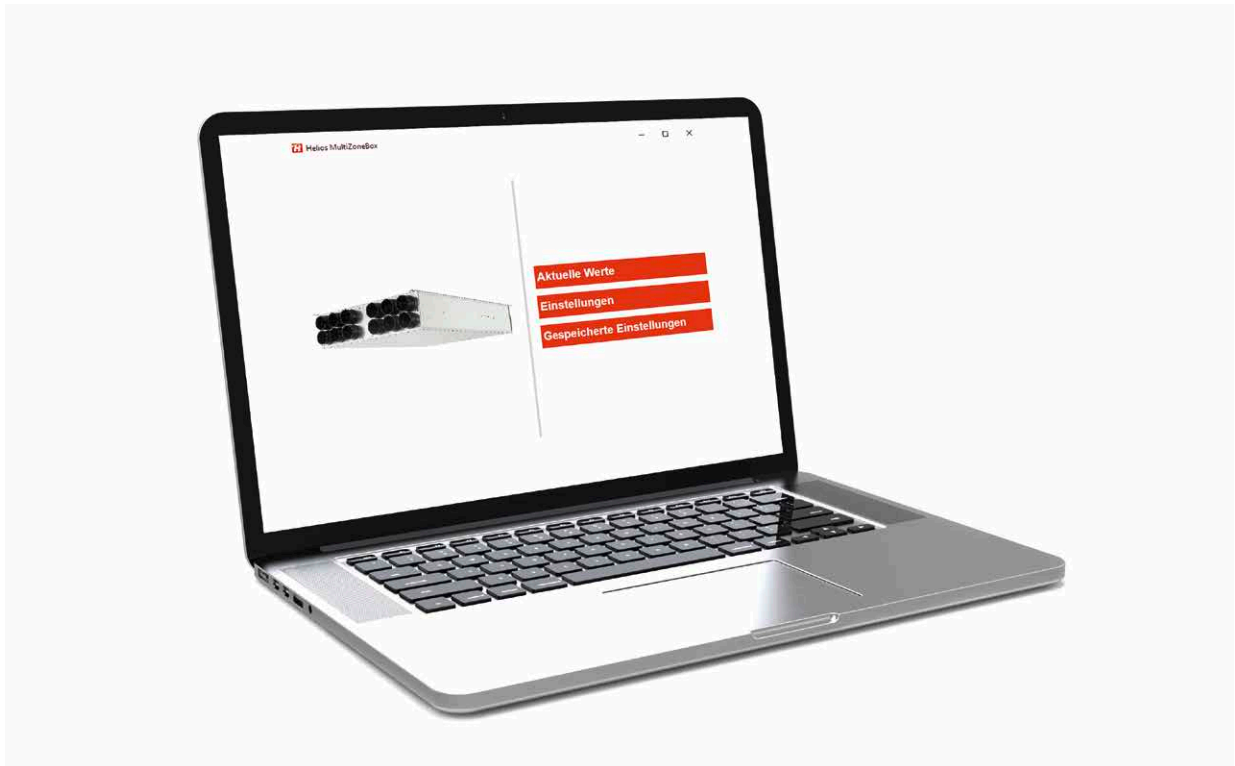 Helios MultiZoneBox
Aktuelle Werte
Einstellungen
Gespeicherte Einstellungen